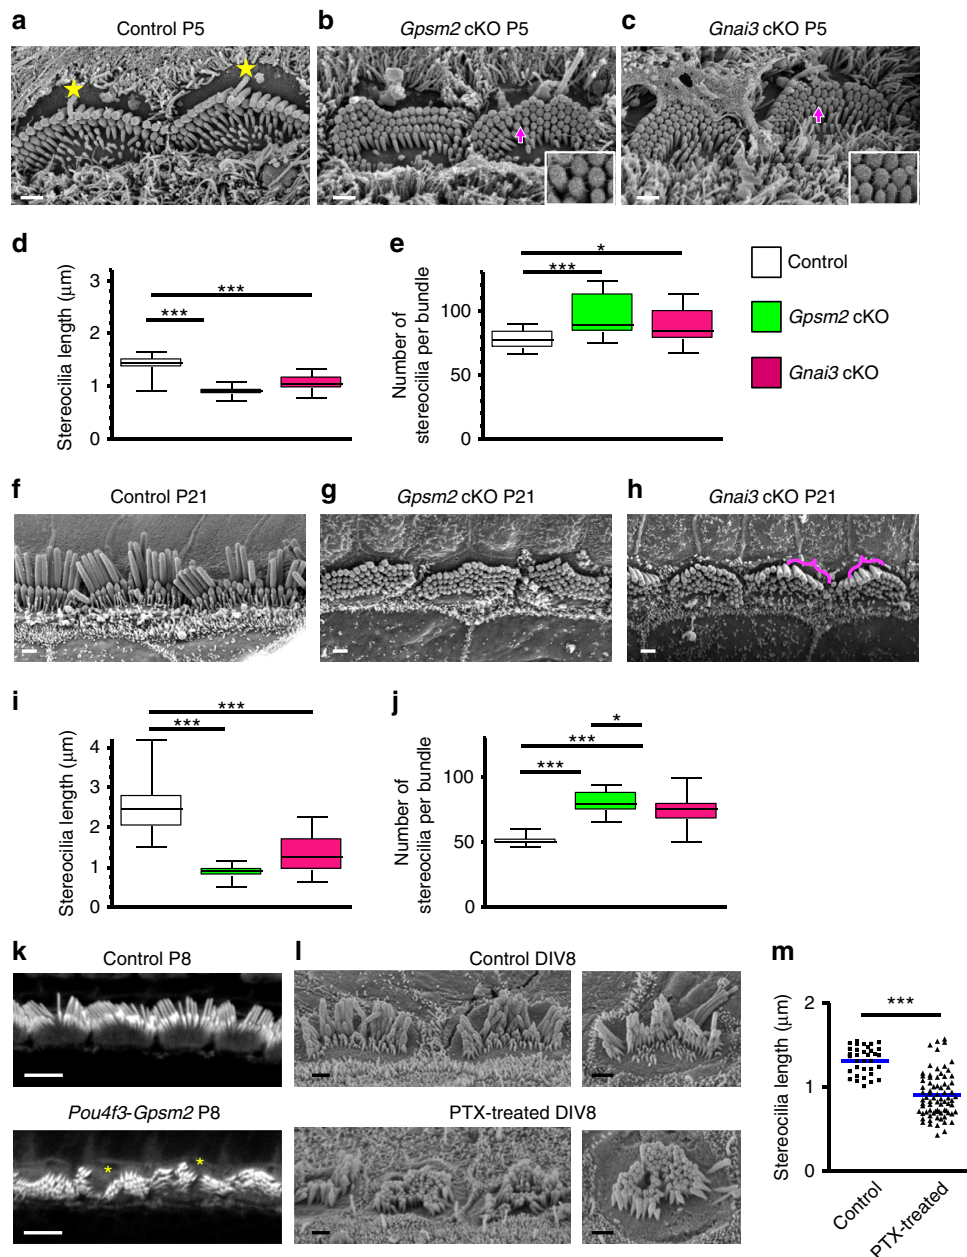 a
Control P5
b
Gpsm2 cKO P5
c
Gnai3 cKO P5
d
Stereocilia length (μm)
3
2
1
0
***
***
e
Number of
stereocilia per bundle
100
50
0
*
***
Control
Gpsm2 cKO
Gnai3 cKO
f
Control P21
g
Gpsm2 cKO P21
h
Gnai3 cKO P21
i
Stereocilia length (μm)
4
3
2
1
0
***
***
j
Number of
stereocilia per bundle
100
50
0
*
***
***
k
Control P8
Pou4f3-Gpsm2 P8
*
*
l
Control DIV8
PTX-treated DIV8
m
Stereocilia length (μm)
2
1
0
***
Control
PTX-treated